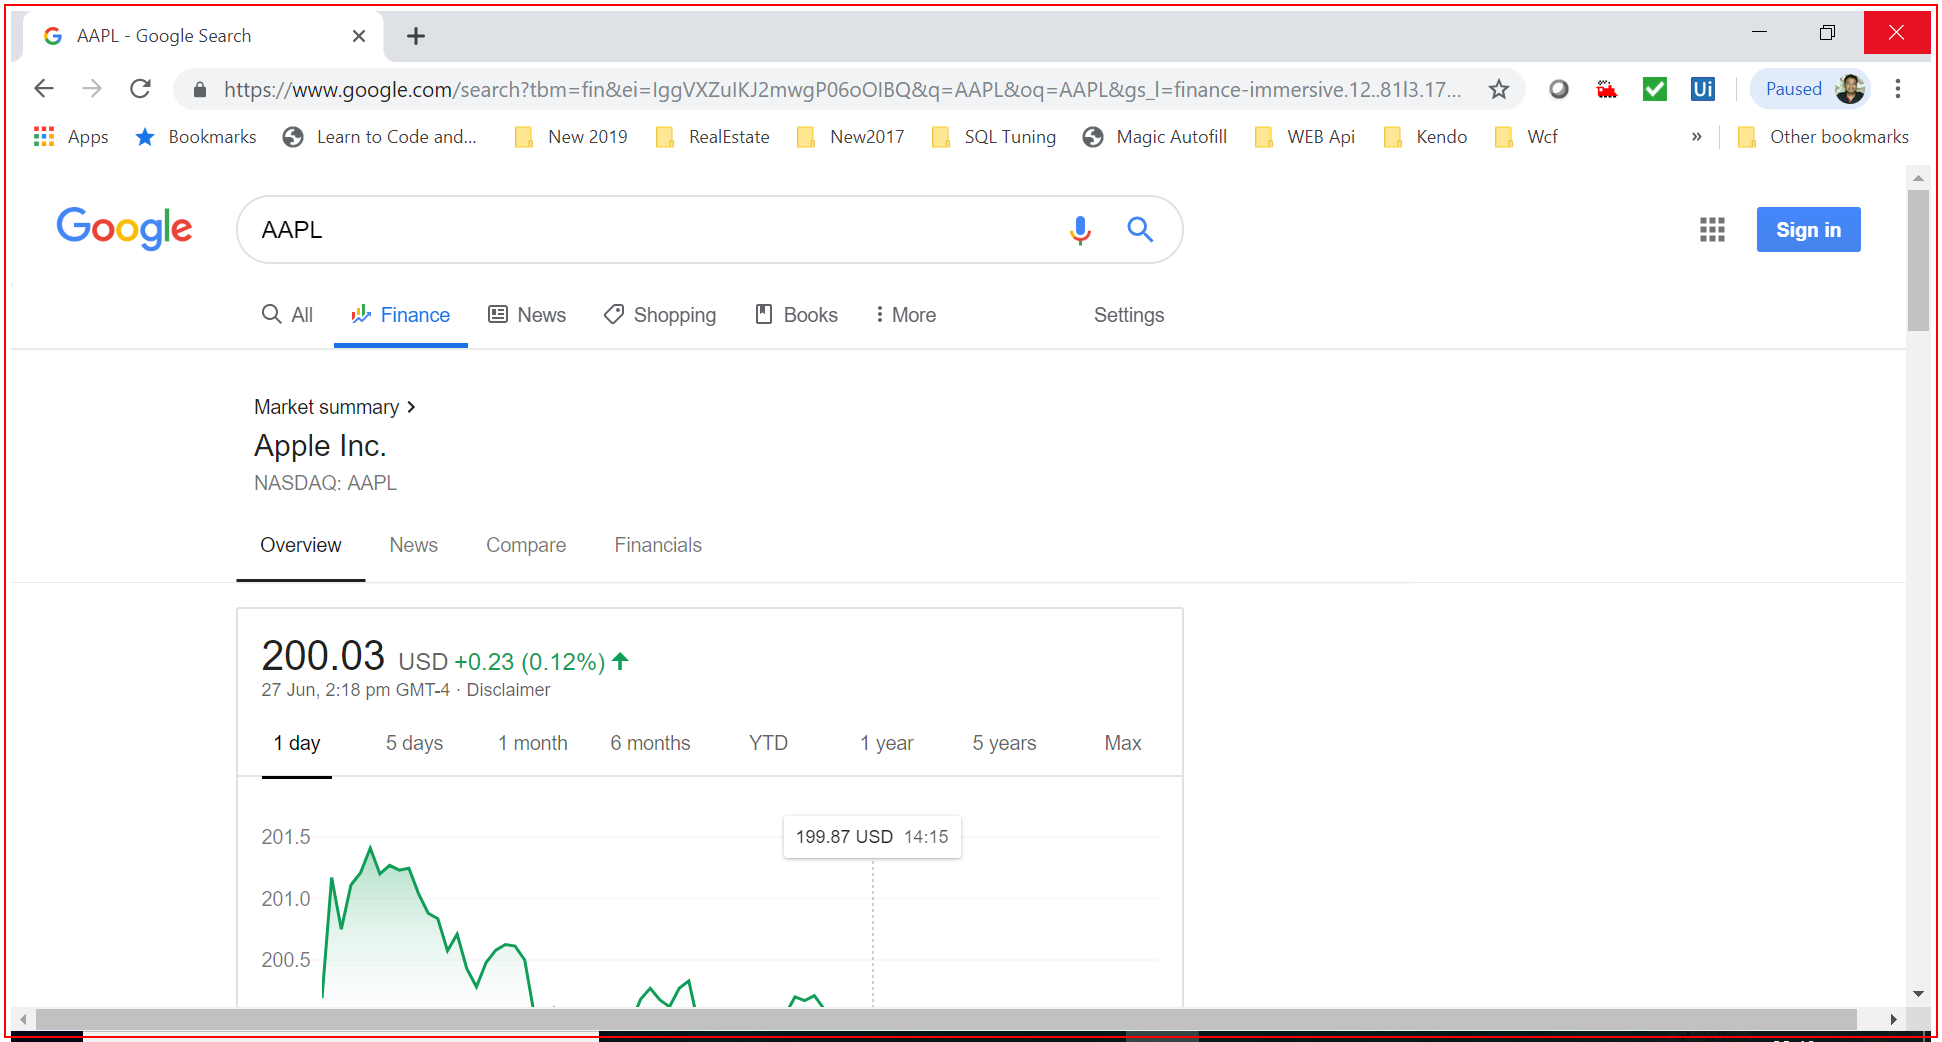 AAPL - Google Search
https://www.google.com/search?tbm=fin&ei=IggVXZuIKJ2mwgP06oOIBQ&q=AAPL&oq=AAPL&gs_l=finance-immersive.12..81l3.17...
Ui
Paused
Apps Bookmarks Learn to Code and... New 2019 RealEstate New2017 SQL Tuning Magic Autofill WEB Api Kendo Wcf » Other bookmarks
Google AAPL Sign in
All Finance News Shopping Books More Settings
Market summary
Apple Inc.
NASDAQ: AAPL
Overview News Compare Financials
200.03 USD +0.23 (0.12%)
27 Jun, 2:18 pm GMT-4 · Disclaimer
1 day 5 days 1 month 6 months YTD 1 year 5 years Max
201.5 199.87 USD 14:15
201.0
200.5